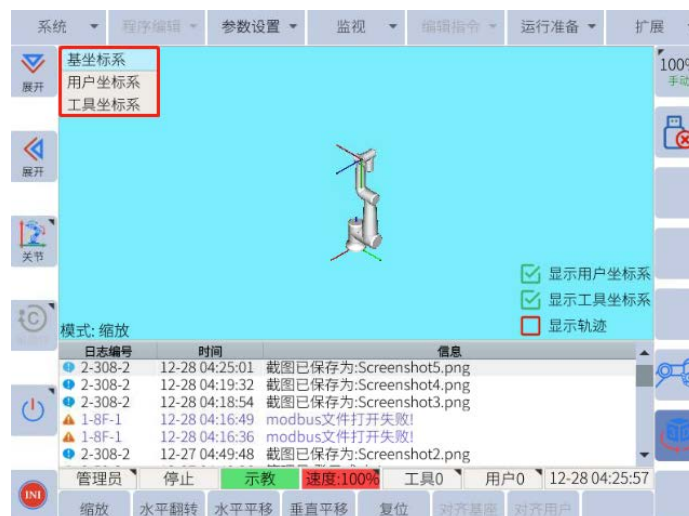 系统 程序编辑 参数设置 监视 编辑指令 运行准备 扩展
展开
基坐标系
用户坐标系
工具坐标系
100%
手动
展开
关节
显示用户坐标系
显示工具坐标系
显示轨迹
模式: 缩放
日志编号 时间 信息
2-308-2 12-28 04:25:01 截图已保存为:Screenshot5.png
2-308-2 12-28 04:19:32 截图已保存为:Screenshot4.png
2-308-2 12-28 04:18:54 截图已保存为:Screenshot3.png
1-8F-1 12-28 04:16:49 modbus文件打开失败!
1-8F-1 12-28 04:16:36 modbus文件打开失败!
2-308-2 12-27 04:49:48 截图已保存为:Screenshot2.png
管理员 停止 示教 速度:100% 工具0 用户0 12-28 04:25:57
INI
缩放 水平翻转 水平平移 垂直平移 复位 对齐基座 对齐用户